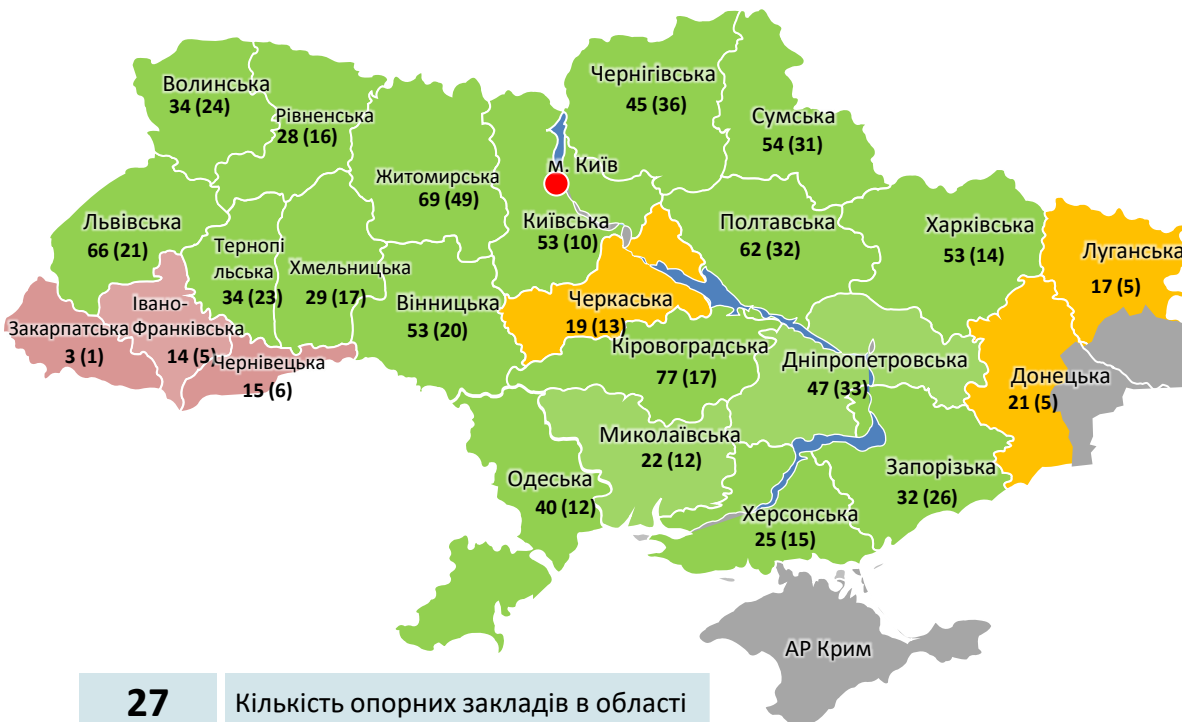 Чернігівська
45 (36)
Волинська
34 (24)
Сумська
54 (31)
Рівненська
28 (16)
м. Київ
Житомирська
69 (49)
Львівська
66 (21)
Київська
53 (10)
Полтавська
62 (32)
Харківська
53 (14)
Луганська
17 (5)
Тернопі
льська
34 (23)
Хмельницька
29 (17)
Вінницька
53 (20)
Черкаська
19 (13)
Закарпатська
3 (1)
Івано-
Франківська
14 (5)
Чернівецька
15 (6)
Кіровоградська
77 (17)
Дніпропетровська
47 (33)
Донецька
21 (5)
Миколаївська
22 (12)
Запорізька
32 (26)
Одеська
40 (12)
Херсонська
25 (15)
АР Крим
27 Кількість опорних закладів в області